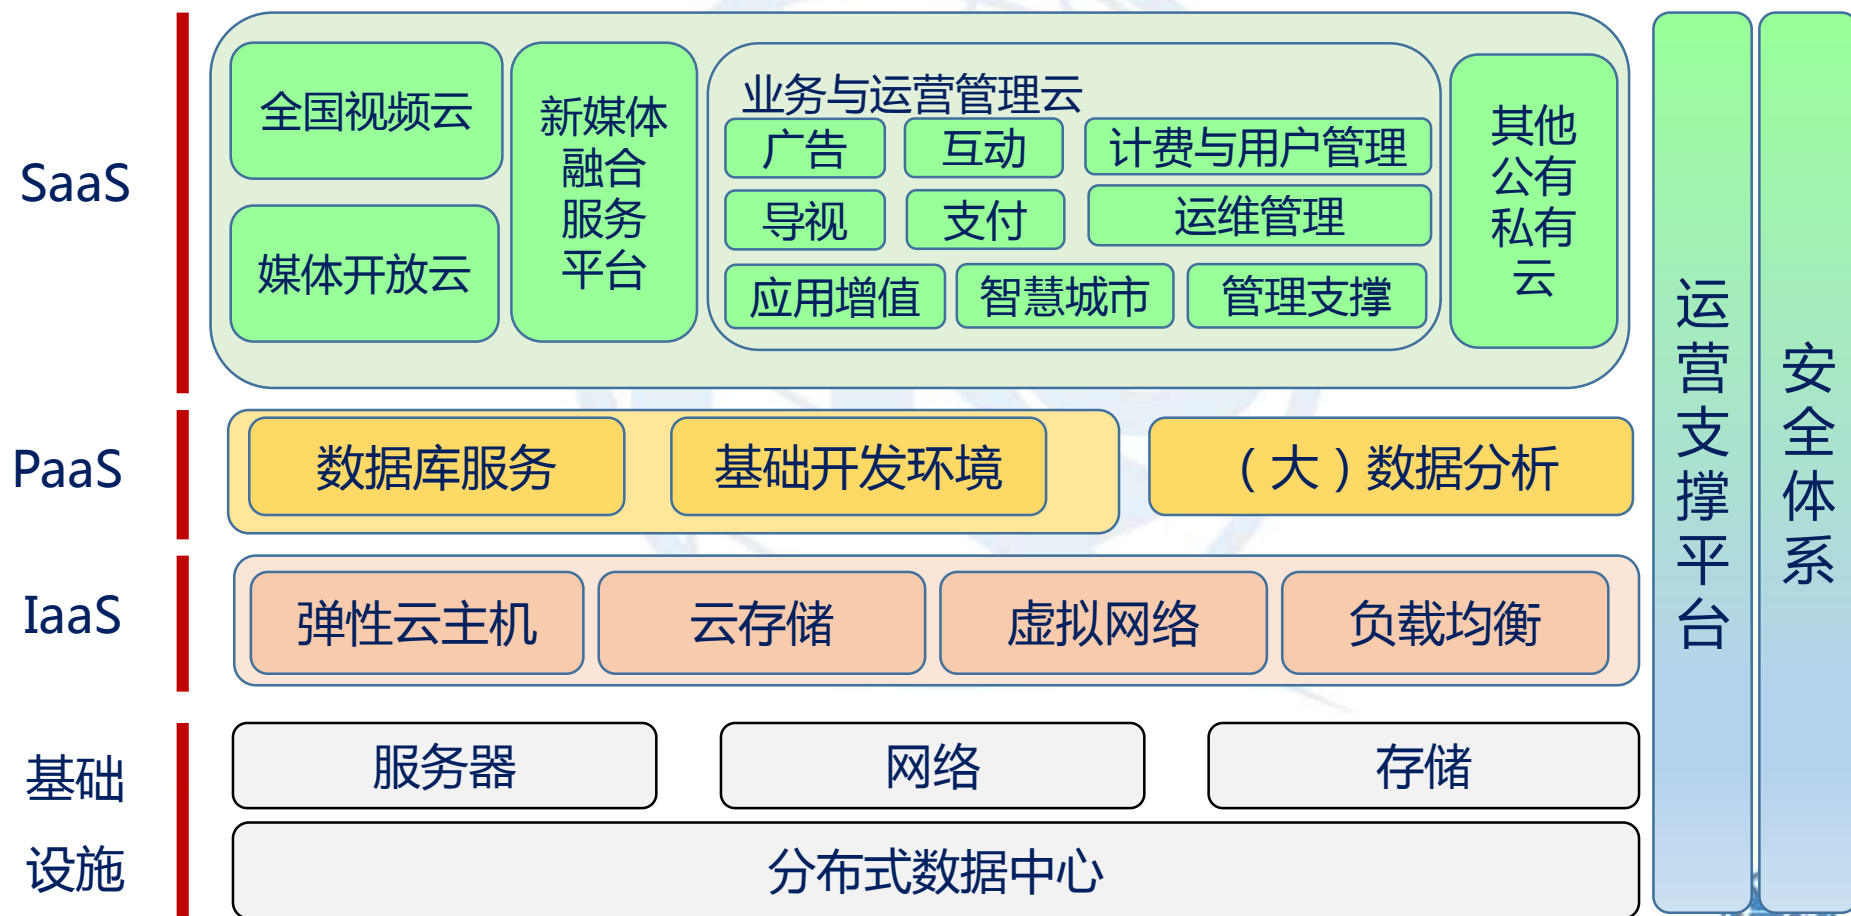 SaaS
全国视频云
媒体开放云
新媒体
融合
服务
平台
业务与运营管理云
广告
互动
计费与用户管理
导视
支付
运维管理
应用增值
智慧城市
管理支撑
其他
公有
私有
云
PaaS
数据库服务
基础开发环境
（大）数据分析
IaaS
弹性云主机
云存储
虚拟网络
负载均衡
基础
设施
服务器
网络
存储
分布式数据中心
运营支撑平台
安全体系